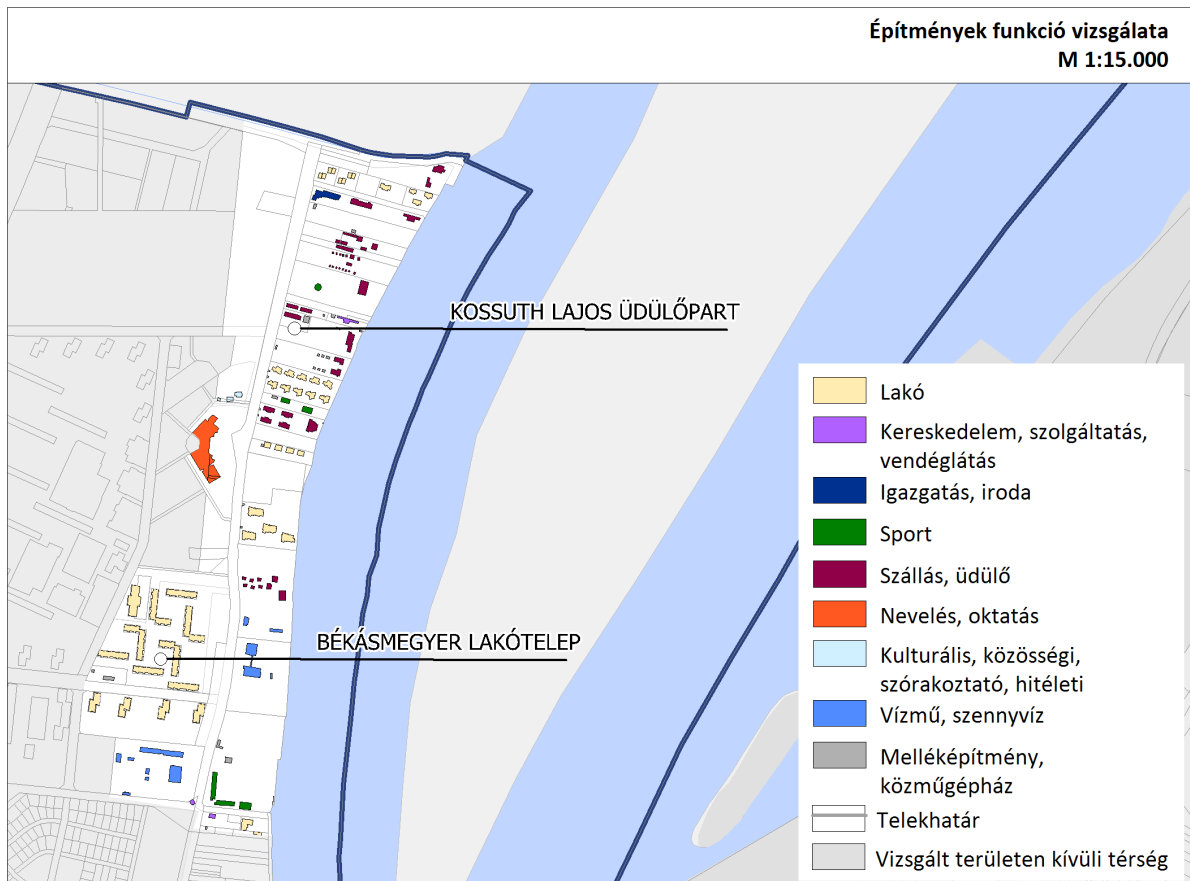 Építmények funkció vizsgálata
M 1:15.000
KOSSUTH LAJOS ÜDÜLŐPART
BÉKÁSMEGYER LAKÓTELEP
Lakó
Kereskedelem, szolgáltatás,
vendéglátás
Igazgatás, iroda
Sport
Szállás, üdülő
Nevelés, oktatás
Kulturális, közösségi,
szórakoztató, hitéleti
Vízmű, szennyvíz
Melléképítmény,
közműgépház
Telekhatár
Vizsgált területen kívüli térség